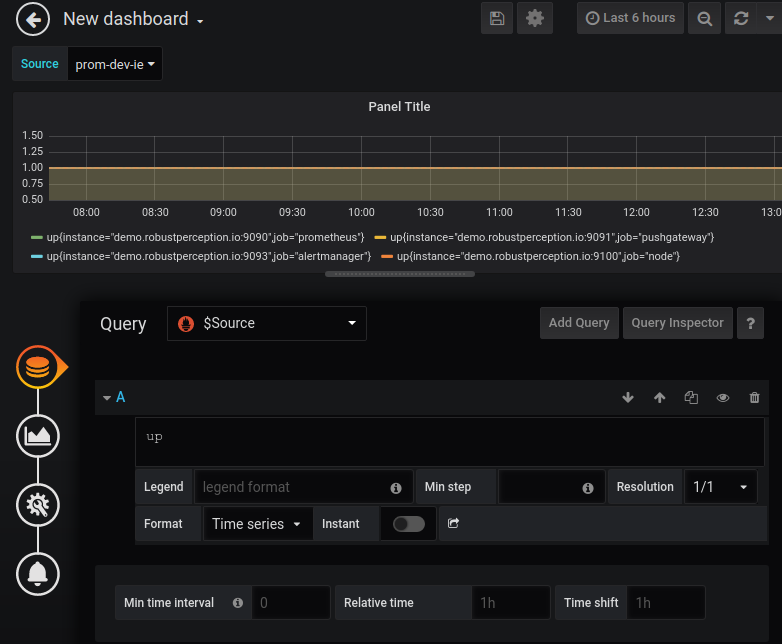 New dashboard
Last 6 hours
Source prom-dev-ie
Panel Title
1.50
1.25
1.00
0.75
0.50
08:00 08:30 09:00 09:30 10:00 10:30 11:00 11:30 12:00 12:30 13:0
up{instance="demo.robustperception.io:9090",job="prometheus"} up{instance="demo.robustperception.io:9091",job="pushgateway"}
up{instance="demo.robustperception.io:9093",job="alertmanager"} up{instance="demo.robustperception.io:9100",job="node"}
Query $Source Add Query Query Inspector ?
A
up
Legend legend format Min step Resolution 1/1
Format Time series Instant
Min time interval 0 Relative time 1h Time shift 1h